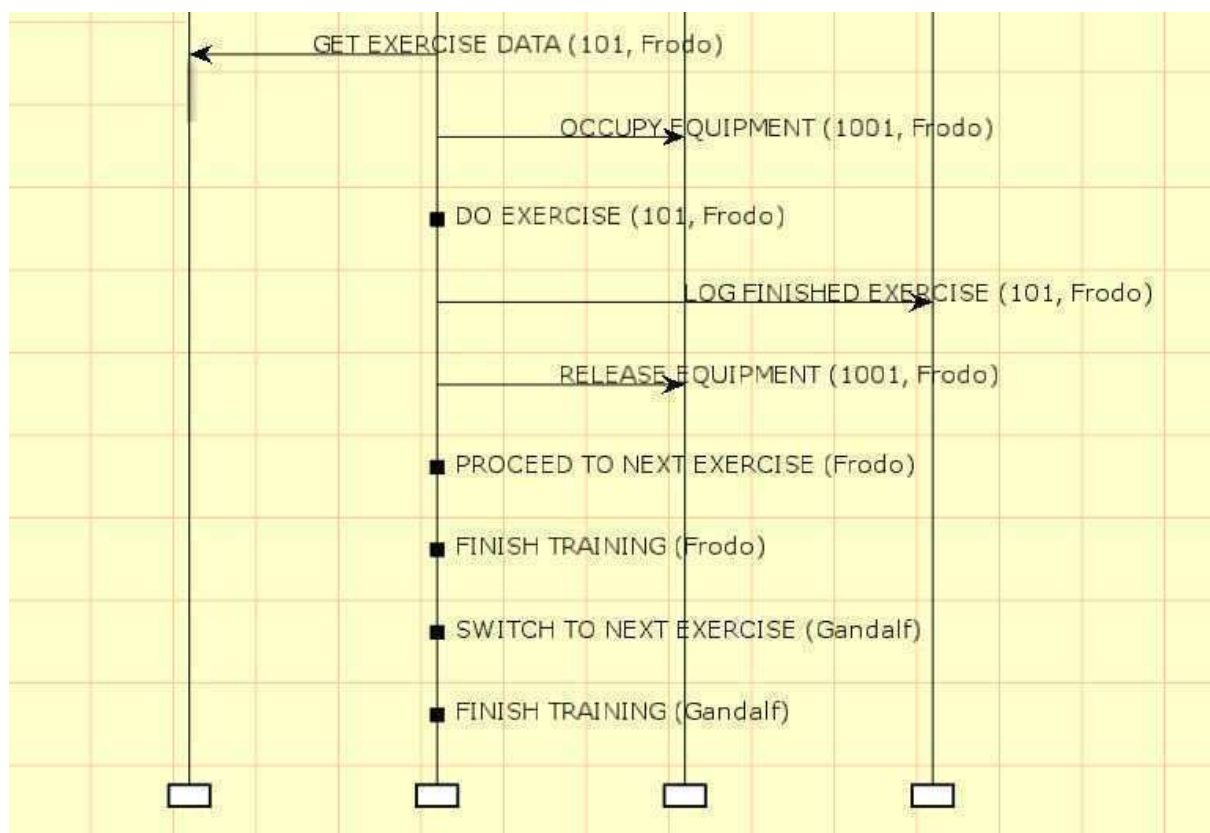 GET EXERCISE DATA (101, Frodo)
OCCUPY EQUIPMENT (1001, Frodo)
DO EXERCISE (101, Frodo)
LOG FINISHED EXERCISE (101, Frodo)
RELEASE EQUIPMENT (1001, Frodo)
PROCEED TO NEXT EXERCISE (Frodo)
FINISH TRAINING (Frodo)
SWITCH TO NEXT EXERCISE (Gandalf)
FINISH TRAINING (Gandalf)